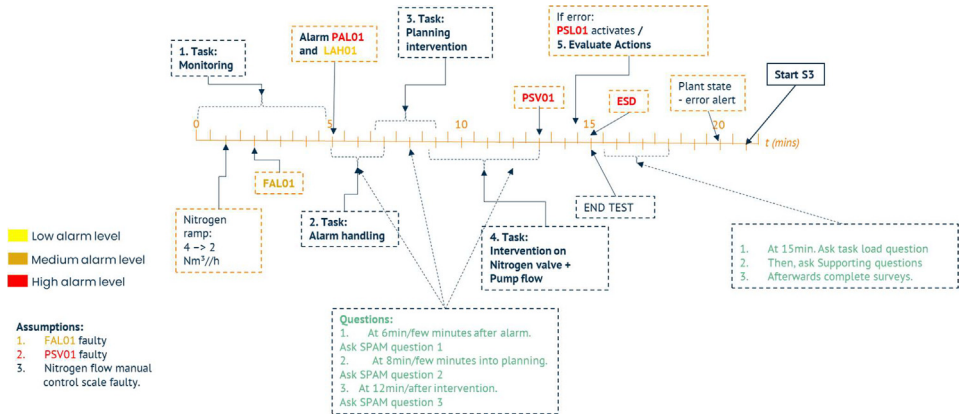 3. Task:
Planning
intervention
If error:
PSL01 activates /
5. Evaluate Actions
Alarm PAL01
and LAH01
1. Task:
Monitoring
Start S3
Plant state
- error alert
PSV01
ESD
0
5
10
15
20
t (mins)
FAL01
Nitrogen
ramp:
4 –> 2
Nm³//h
2. Task:
Alarm handling
4. Task:
Intervention on
Nitrogen valve +
Pump flow
END TEST
1. At 15min. Ask task load question
2. Then, ask Supporting questions
3. Afterwards complete surveys.
Low alarm level
Medium alarm level
High alarm level
Assumptions:
1. FAL01 faulty
2. PSV01 faulty
3. Nitrogen flow manual
control scale faulty.
Questions:
1. At 6min/few minutes after alarm.
Ask SPAM question 1
2. At 8min/few minutes into planning.
Ask SPAM question 2
3. At 12min/after intervention.
Ask SPAM question 3